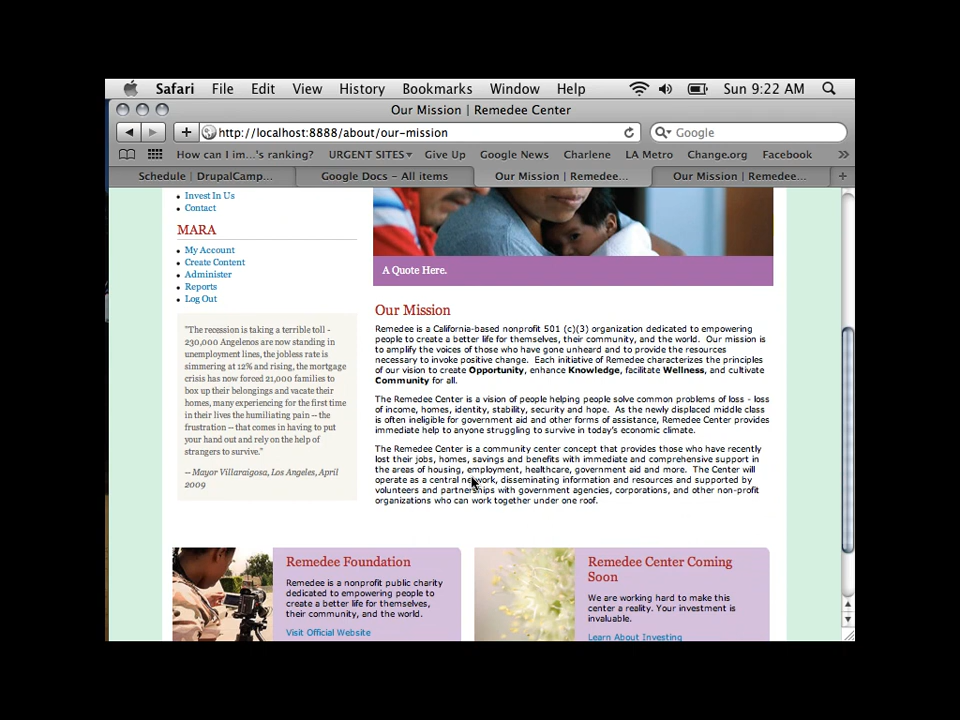 Safari File Edit View History Bookmarks Window Help Sun 9:22 AM
Our Mission | Remedee Center
http://localhost:8888/about/our-mission
Google
How can I im...'s ranking? URGENT SITES Give Up Google News Charlene LA Metro Change.org Facebook
Schedule | DrupalCamp... Google Docs - All items Our Mission | Remedee... Our Mission | Remedee...
Invest In Us
Contact
MARA
My Account
Create Content
Administer
Reports
Log Out
"The recession is taking a terrible toll -
230,000 Angelenos are now standing in
unemployment lines, the jobless rate is
simmering at 12% and rising, the mortgage
crisis has now forced 21,000 families to
box up their belongings and vacate their
homes, many experiencing for the first time
in their lives the humiliating pain -- the
frustration -- that comes in having to put
your hand out and rely on the help of
strangers to survive."
-- Mayor Villaraigosa, Los Angeles, April
2009
A Quote Here.
Our Mission
Remedee is a California-based nonprofit 501 (c)(3) organization dedicated to empowering
people to create a better life for themselves, their community, and the world. Our mission is
to amplify the voices of those who have gone unheard and to provide the resources
necessary to invoke positive change. Each initiative of Remedee characterizes the principles
of our vision to create Opportunity, enhance Knowledge, facilitate Wellness, and cultivate
Community for all.
The Remedee Center is a vision of people helping people solve common problems of loss - loss
of income, homes, identity, stability, security and hope. As the newly displaced middle class
is often ineligible for government aid and other forms of assistance, Remedee Center provides
immediate help to anyone struggling to survive in today's economic climate.
The Remedee Center is a community center concept that provides those who have recently
lost their jobs, homes, savings and benefits with immediate and comprehensive support in
the areas of housing, employment, healthcare, government aid and more. The Center will
operate as a central network, disseminating information and resources and supported by
volunteers and partnerships with government agencies, corporations, and other non-profit
organizations who can work together under one roof.
Remedee Foundation
Remedee is a nonprofit public charity
dedicated to empowering people to
create a better life for themselves,
their community, and the world.
Visit Official Website
Remedee Center Coming
Soon
We are working hard to make this
center a reality. Your investment is
invaluable.
Learn About Investing